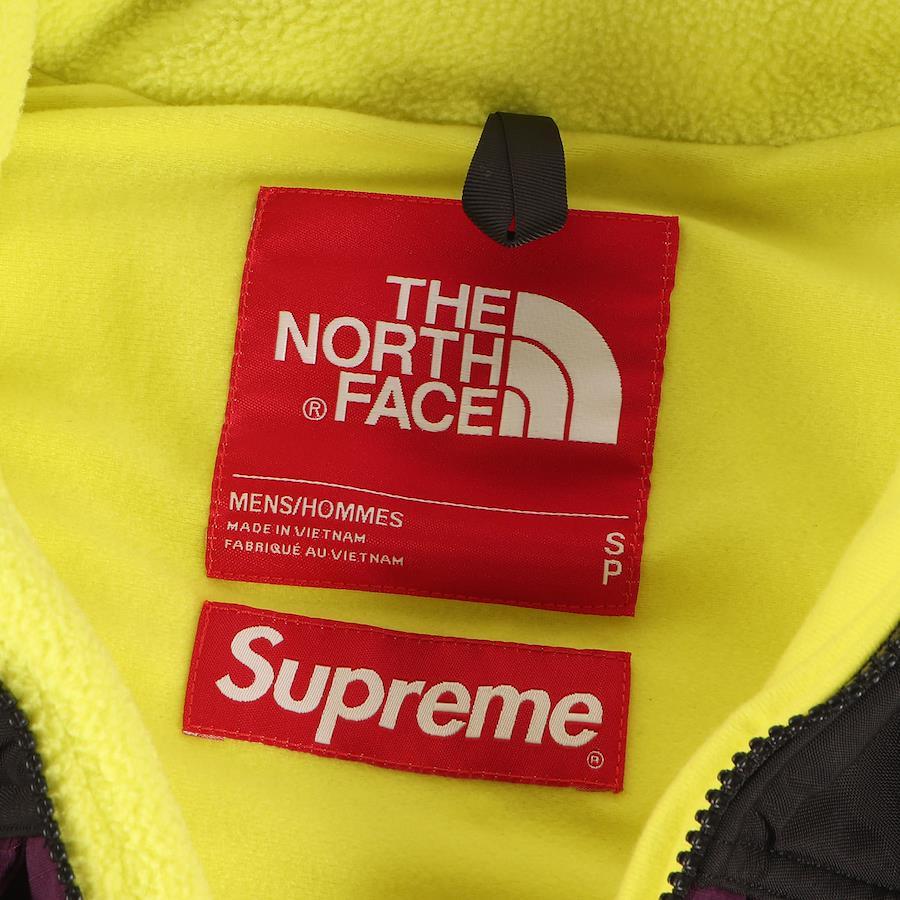 THE
NORTH
® FACE
MENS/HOMMES
MADE IN VIETNAM
FABRIQUÉ AU VIETNAM
S
P
Supreme®